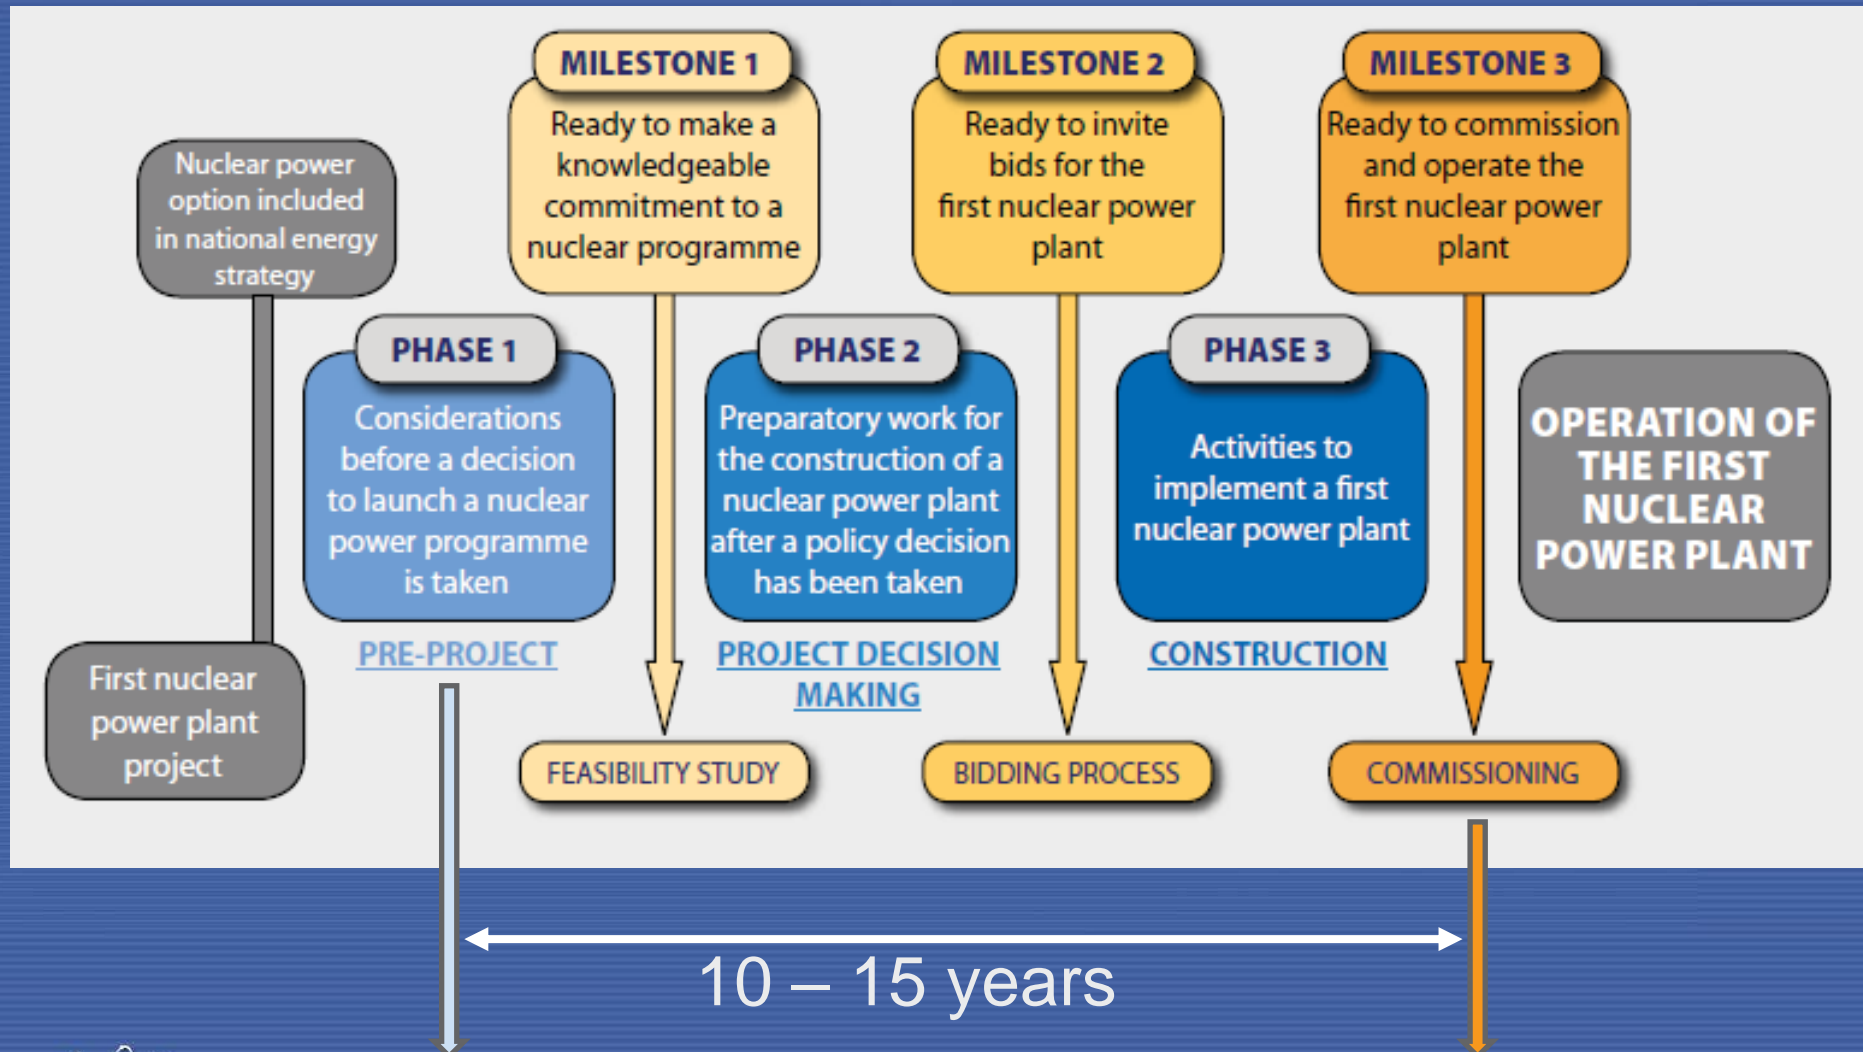 MILESTONE 1
Ready to make a
knowledgeable
commitment to a
nuclear programme
MILESTONE 2
Ready to invite
bids for the
first nuclear power
plant
MILESTONE 3
Ready to commission
and operate the
first nuclear power
plant
Nuclear power
option included
in national energy
strategy
PHASE 1
Considerations
before a decision
to launch a nuclear
power programme
is taken
PRE-PROJECT
PHASE 2
Preparatory work for
the construction of a
nuclear power plant
after a policy decision
has been taken
PROJECT DECISION
MAKING
PHASE 3
Activities to
implement a first
nuclear power plant
CONSTRUCTION
OPERATION OF
THE FIRST
NUCLEAR
POWER PLANT
First nuclear
power plant
project
FEASIBILITY STUDY
BIDDING PROCESS
COMMISSIONING
10 – 15 years